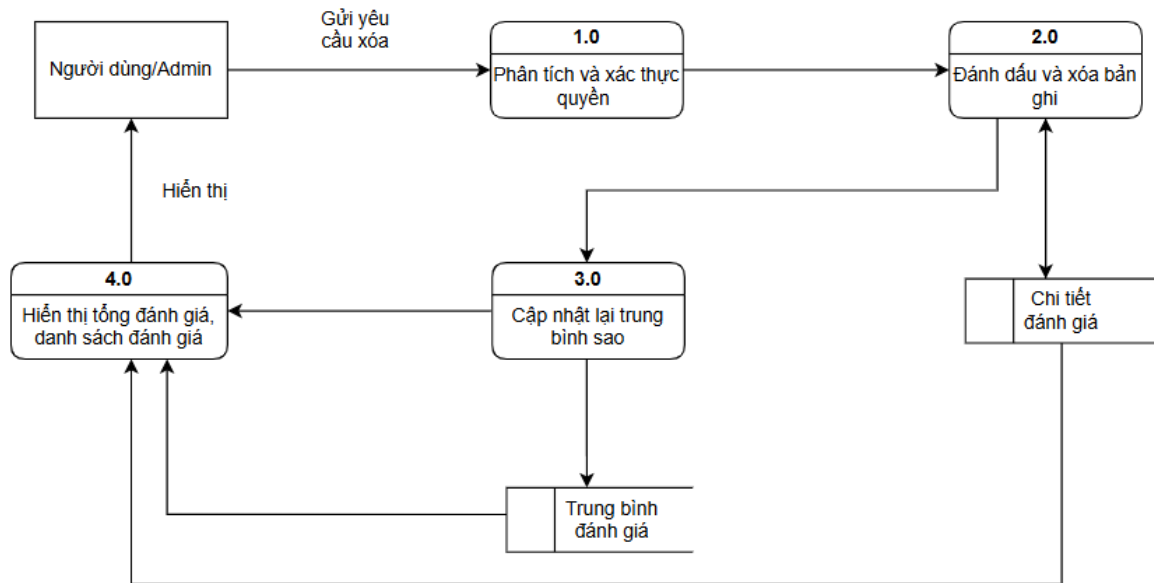 Gửi yêu
cầu xóa
Người dùng/Admin
1.0
Phân tích và xác thực
quyền
2.0
Đánh dấu và xóa bản
ghi
Hiển thị
4.0
Hiển thị tổng đánh giá,
danh sách đánh giá
3.0
Cập nhật lại trung
bình sao
Chi tiết
đánh giá
Trung bình
đánh giá